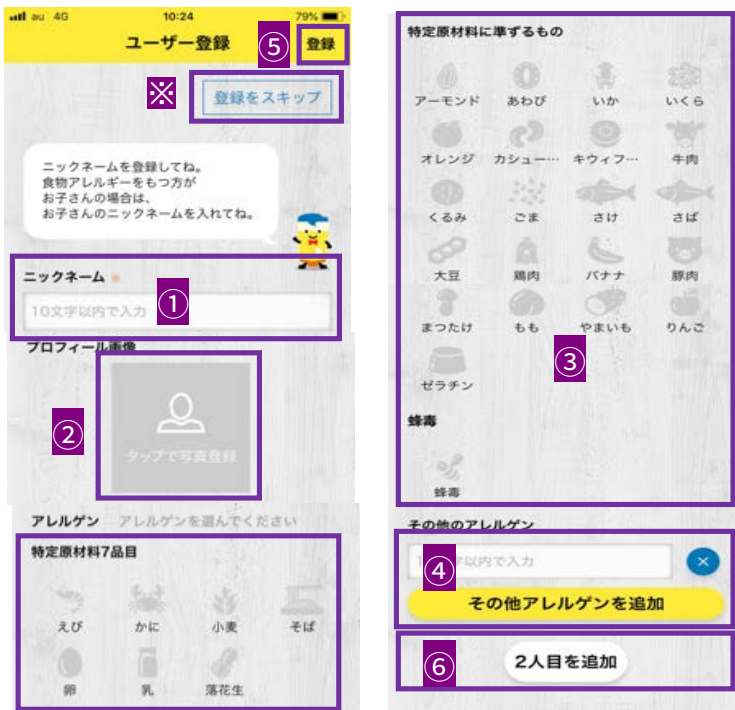 au 4G 10:24 79%
ユーザー登録 ⑤ 登録
※ 登録をスキップ
ニックネームを登録してね。
食物アレルギーをもつ方が
お子さんの場合は、
お子さんのニックネームを入れてね。
ニックネーム ※
10文字以内で入力 ①
プロフィール画像
②
タップで写真登録
アレルゲン アレルゲンを選んでください
特定原材料7品目
えび かに 小麦 そば
卵 乳 落花生
特定原材料に準ずるもの
アーモンド あわび いか いくら
オレンジ カシュー… キウィフ… 牛肉
くるみ ごま さけ さば
大豆 鶏肉 バナナ 豚肉
まつたけ もも やまいも りんご
③
ゼラチン
蜂毒
蜂毒
その他のアレルゲン
④ 字以内で入力 ×
その他アレルゲンを追加
⑥ 2人目を追加